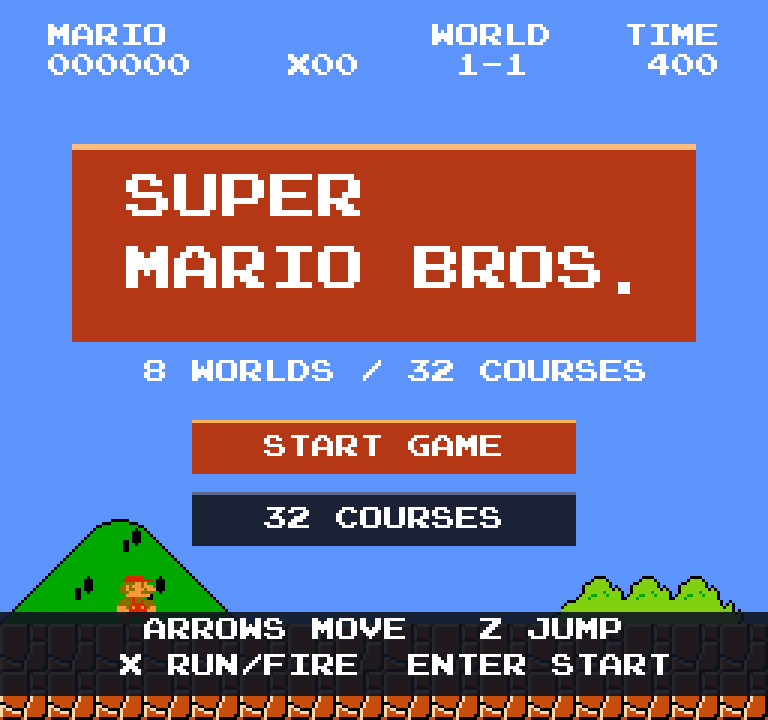 MARIO WORLD TIME
000000 X00 1-1 400
SUPER
MARIO BROS.
8 WORLDS / 32 COURSES
START GAME
32 COURSES
ARROWS MOVE Z JUMP
X RUN/FIRE ENTER START